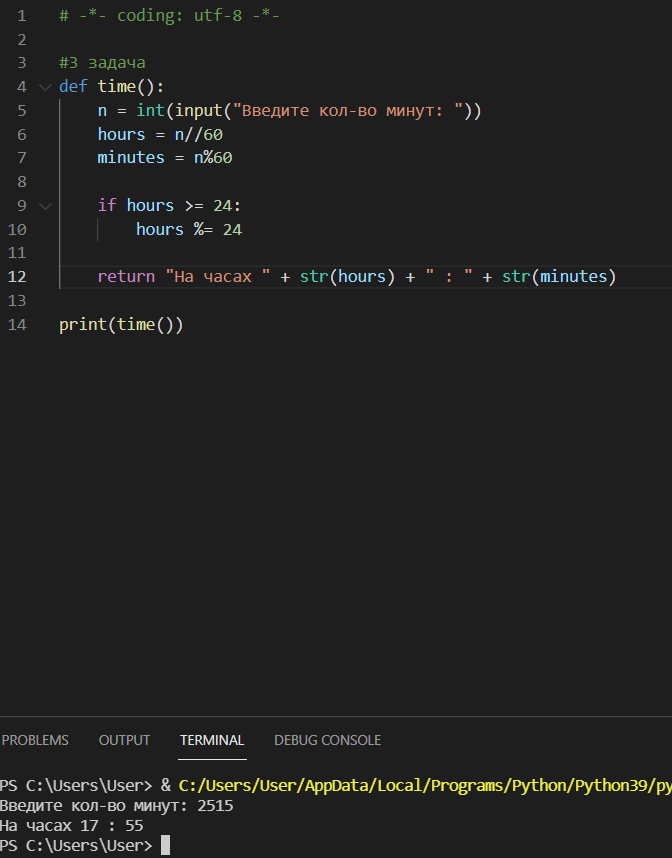 1 # -*- coding: utf-8 -*-
2
3 #3 задача
4 def time():
5     n = int(input("Введите кол-во минут: "))
6     hours = n//60
7     minutes = n%60
8
9     if hours >= 24:
10         hours %= 24
11
12     return "На часах " + str(hours) + " : " + str(minutes)
13
14 print(time())
PROBLEMS OUTPUT TERMINAL DEBUG CONSOLE
PS C:\Users\User> & C:/Users/User/AppData/Local/Programs/Python/Python39/py
Введите кол-во минут: 2515
На часах 17 : 55
PS C:\Users\User>